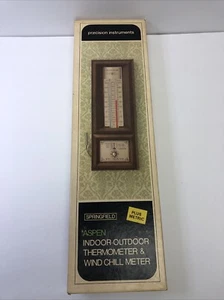 precision instruments
SPRINGFIELD
PLUS
METRIC
ASPEN
INDOOR-OUTDOOR
THERMOMETER &
WIND CHILL METER